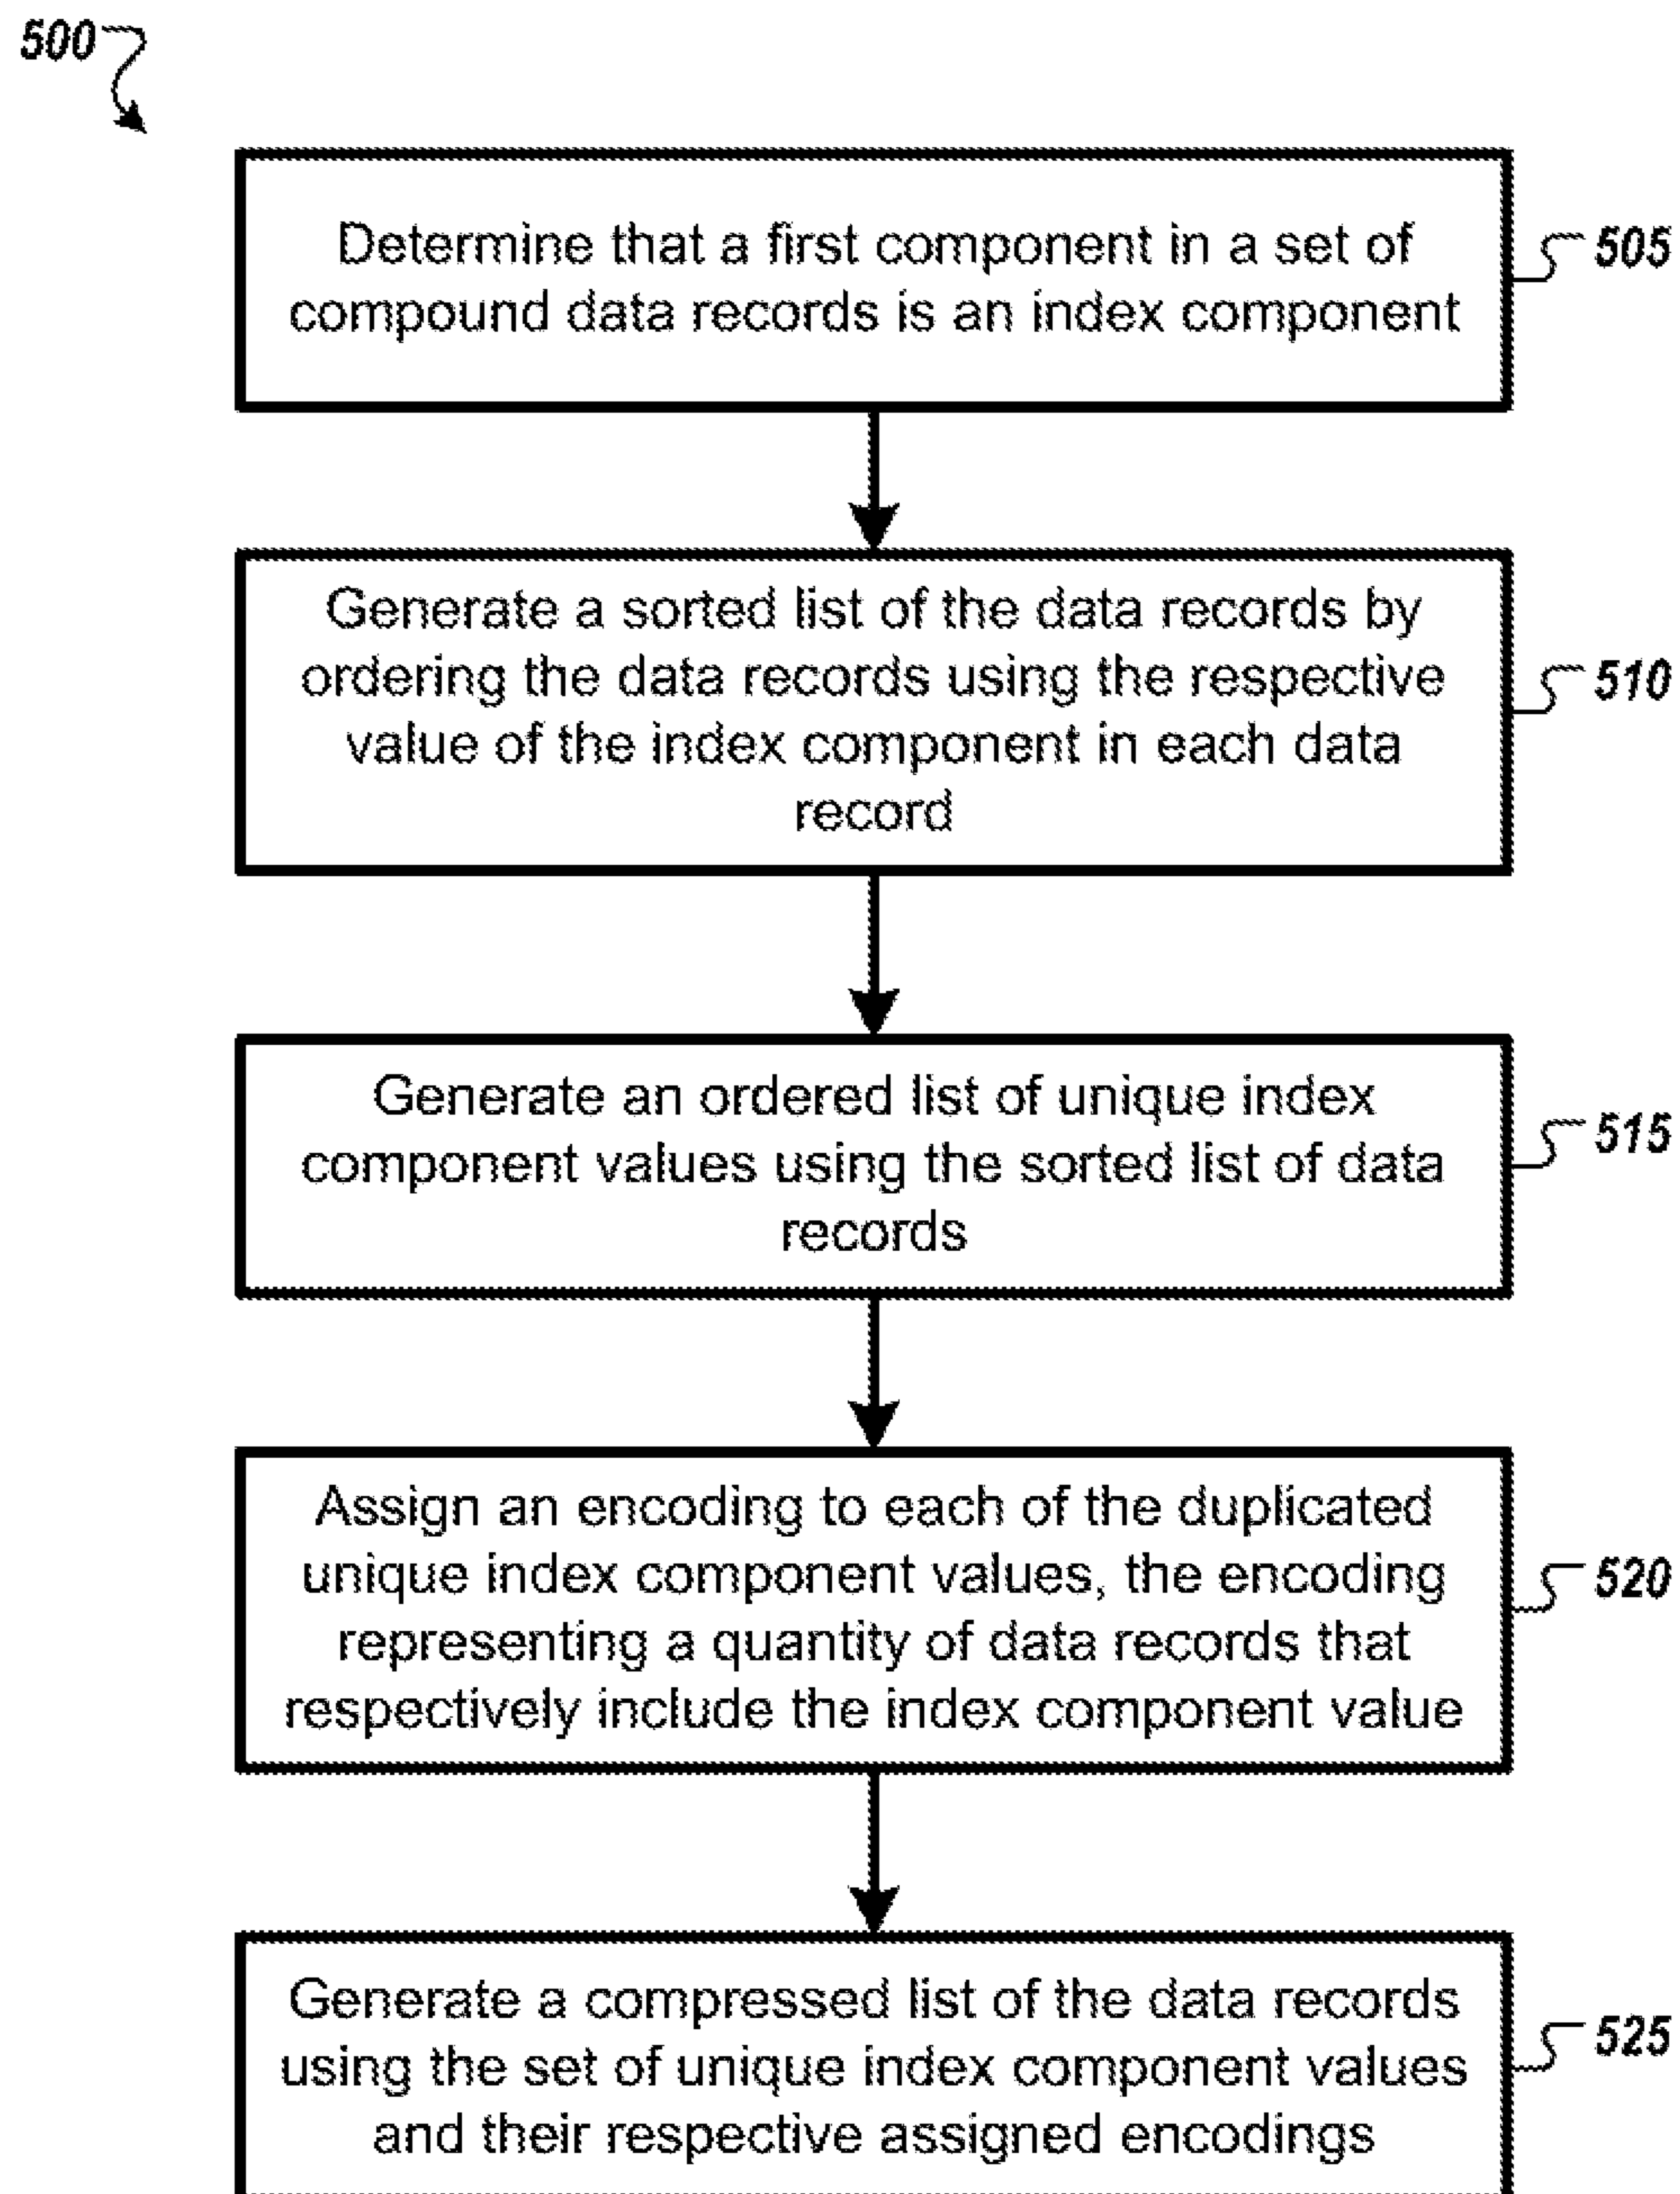 500
Determine that a first component in a set of
compound data records is an index component
505
Generate a sorted list of the data records by
ordering the data records using the respective
value of the index component in each data
record
510
Generate an ordered list of unique index
component values using the sorted list of data
records
515
Assign an encoding to each of the duplicated
unique index component values, the encoding
representing a quantity of data records that
respectively include the index component value
520
Generate a compressed list of the data records
using the set of unique index component values
and their respective assigned encodings
525